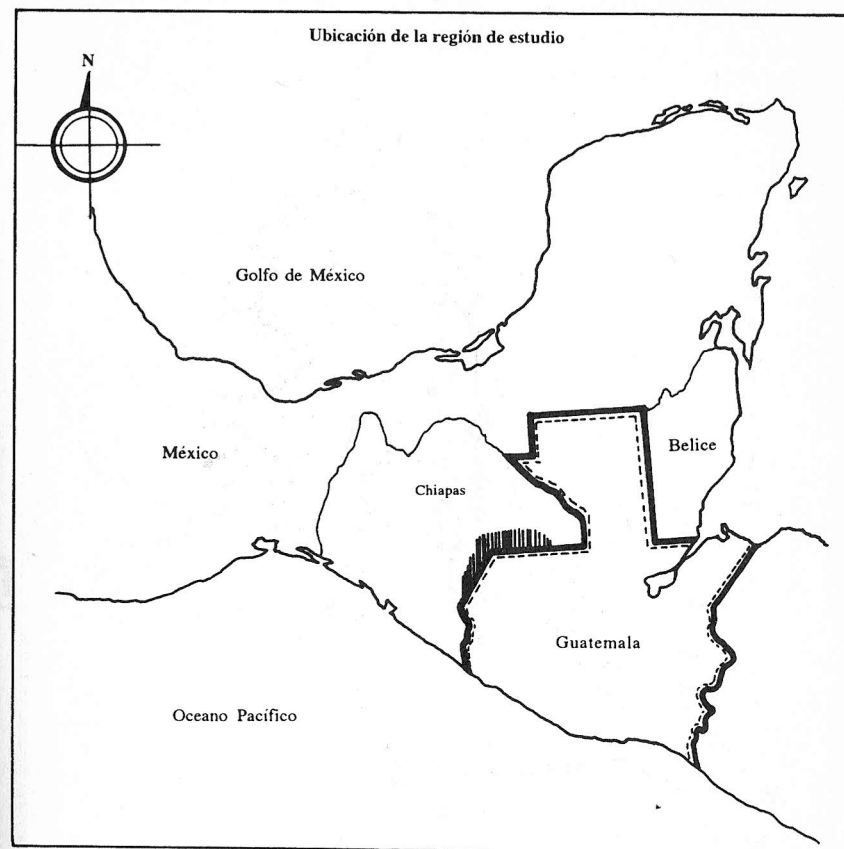 Ubicación de la región de estudio
N
Golfo de México
México
Belice
Chiapas
Guatemala
Oceano Pacífico